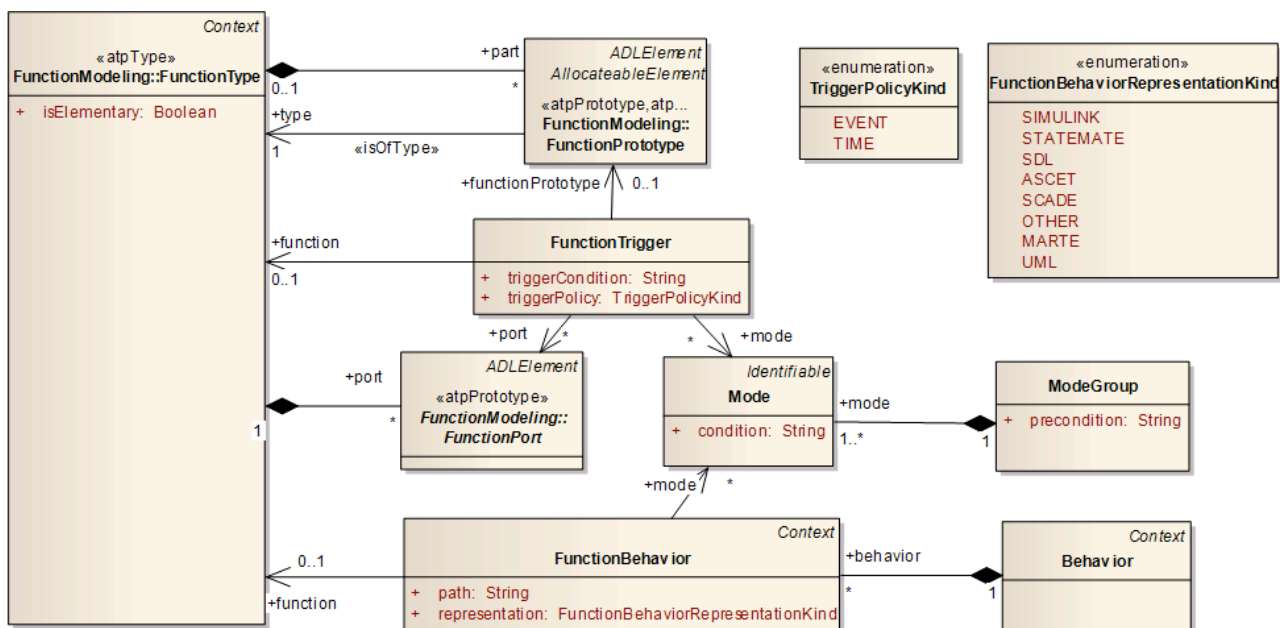 Context
«atpType»
FunctionModeling::FunctionType
+ isElementary: Boolean
+part
0..1
*
+type
1
«isOfType»
ADLElement
AllocateableElement
«atpPrototype,atp...
FunctionModeling::
FunctionPrototype
«enumeration»
TriggerPolicyKind
EVENT
TIME
«enumeration»
FunctionBehaviorRepresentationKind
SIMULINK
STATEMATE
SDL
ASCET
SCADE
OTHER
MARTE
UML
+functionPrototype
0..1
+function
0..1
FunctionTrigger
+ triggerCondition: String
+ triggerPolicy: TriggerPolicyKind
+port
*
*
+mode
+port
*
1
ADLElement
«atpPrototype»
FunctionModeling::
FunctionPort
Identifiable
Mode
+ condition: String
+mode
1..*
1
ModeGroup
+ precondition: String
+mode
*
0..1
+function
Context
FunctionBehavior
+ path: String
+ representation: FunctionBehaviorRepresentationKind
+behavior
*
1
Context
Behavior